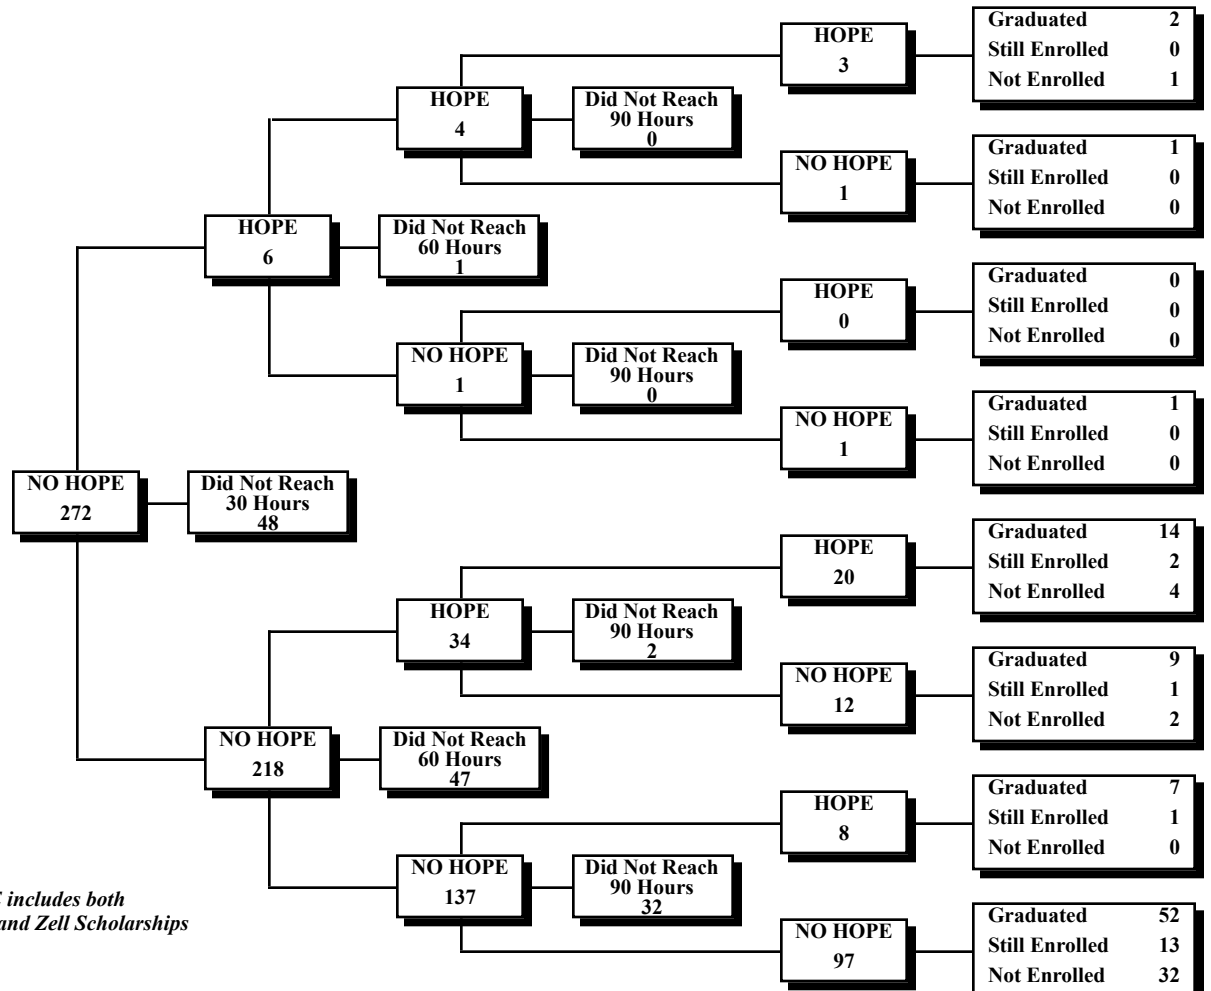 Graduated 2
Still Enrolled 0
Not Enrolled 1
HOPE
3
HOPE
4
Did Not Reach
90 Hours
0
NO HOPE
1
Graduated 1
Still Enrolled 0
Not Enrolled 0
HOPE
6
Did Not Reach
60 Hours
1
HOPE
0
Graduated 0
Still Enrolled 0
Not Enrolled 0
NO HOPE
1
Did Not Reach
90 Hours
0
NO HOPE
1
Graduated 1
Still Enrolled 0
Not Enrolled 0
NO HOPE
272
Did Not Reach
30 Hours
48
HOPE
20
Graduated 14
Still Enrolled 2
Not Enrolled 4
HOPE
34
Did Not Reach
90 Hours
2
NO HOPE
12
Graduated 9
Still Enrolled 1
Not Enrolled 2
NO HOPE
218
Did Not Reach
60 Hours
47
HOPE
8
Graduated 7
Still Enrolled 1
Not Enrolled 0
NO HOPE
137
Did Not Reach
90 Hours
32
includes both
and Zell Scholarships
NO HOPE
97
Graduated 52
Still Enrolled 13
Not Enrolled 32